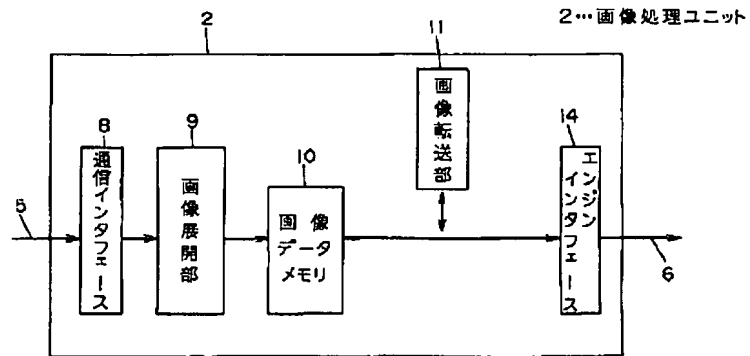 2…画像処理ユニット
2
11
画像転送部
8
通信インタフェース
9
画像展開部
10
画像
データ
メモリ
14
エンジン
インタフェース
5
6